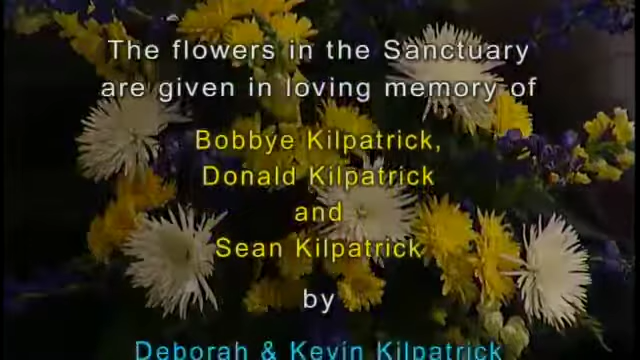 The flowers in the Sanctuary
are given in loving memory of
Bobbye Kilpatrick,
Donald Kilpatrick
and
Sean Kilpatrick
by
Deborah & Kevin Kilpatrick